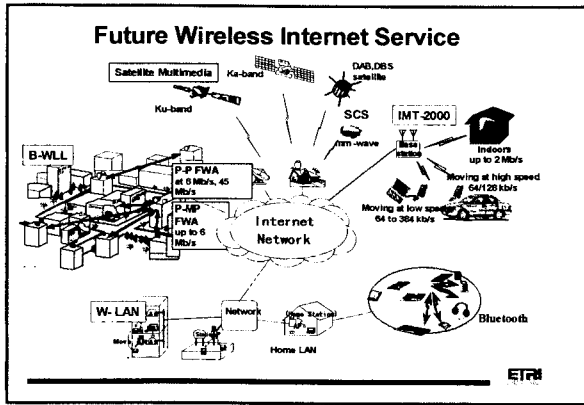 Future Wireless Internet Service
Satellite Multimedia
Ka-band
DAB,DBS
satellite
Ku-band
SCS
mm-wave
IMT-2000
Base
station
Indoors
up to 2 Mb/s
Moving at high speed
64/128 kb/s
Moving at low speed
64 to 384 kb/s
B-WLL
P-P FWA
at 6 Mb/s, 45
Mb/s
P-MP
FWA
up to 6
Mb/s
Internet
Network
W- LAN
Network
Home LAN
Bluetooth
ETRI